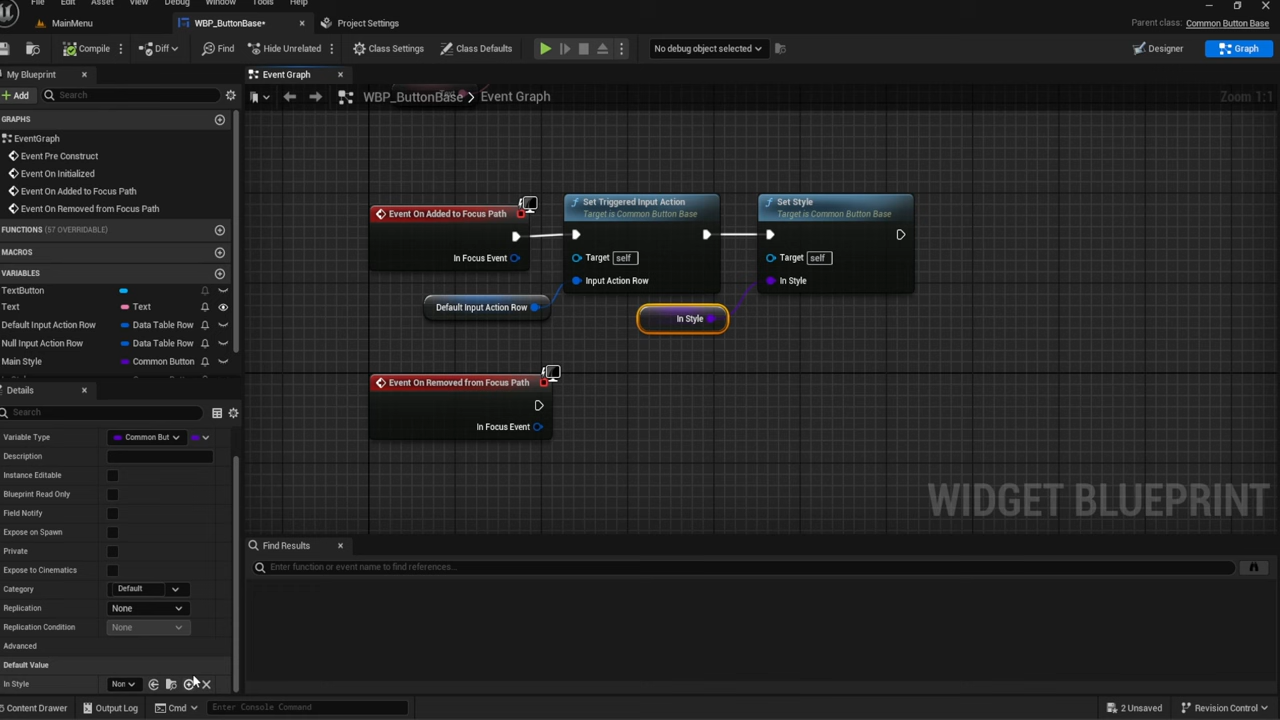 File Edit Asset View Debug Window Tools Help
MainMenu WBP_ButtonBase* Project Settings
Parent class: Common Button Base
Compile Diff Find Hide Unrelated Class Settings Class Defaults No debug object selected Designer Graph
My Blueprint Event Graph
Add Search WBP_ButtonBase > Event Graph Zoom 1:1
GRAPHS
EventGraph
Event Pre Construct
Event On Initialized
Event On Added to Focus Path
Event On Removed from Focus Path
FUNCTIONS (57 OVERRIDABLE)
MACROS
VARIABLES
TextButton
Text Text
Default Input Action Row Data Table Row
Null Input Action Row Data Table Row
Main Style Common Button
Event On Added to Focus Path
In Focus Event
Set Triggered Input Action
Target is Common Button Base
Target self
Input Action Row
Set Style
Target is Common Button Base
Target self
In Style
Default Input Action Row
In Style
Event On Removed from Focus Path
In Focus Event
WIDGET BLUEPRINT
Details
Search
Variable Type Common But
Description
Instance Editable
Blueprint Read Only
Field Notify
Expose on Spawn
Private
Expose to Cinematics
Category Default
Replication None
Replication Condition None
Advanced
Default Value
In Style Non
Find Results
Enter function or event name to find references...
Content Drawer Output Log Cmd Enter Console Command 2 Unsaved Revision Control